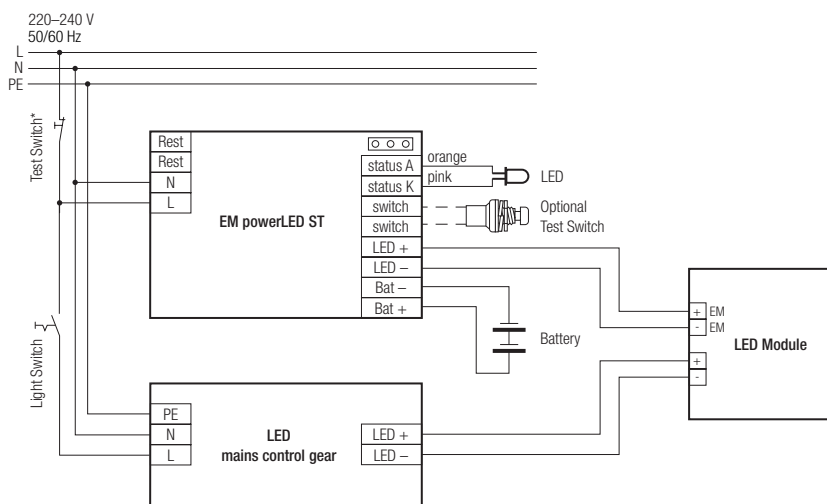 220–240 V
50/60 Hz
L
N
PE
Test Switch*
Rest
Rest
N
L
EM powerLED ST
status A
status K
switch
switch
LED +
LED –
Bat –
Bat +
orange
pink
LED
Optional
Test Switch
Battery
+ EM
- EM
+
-
LED Module
Light Switch
PE
N
L
LED
mains control gear
LED +
LED –